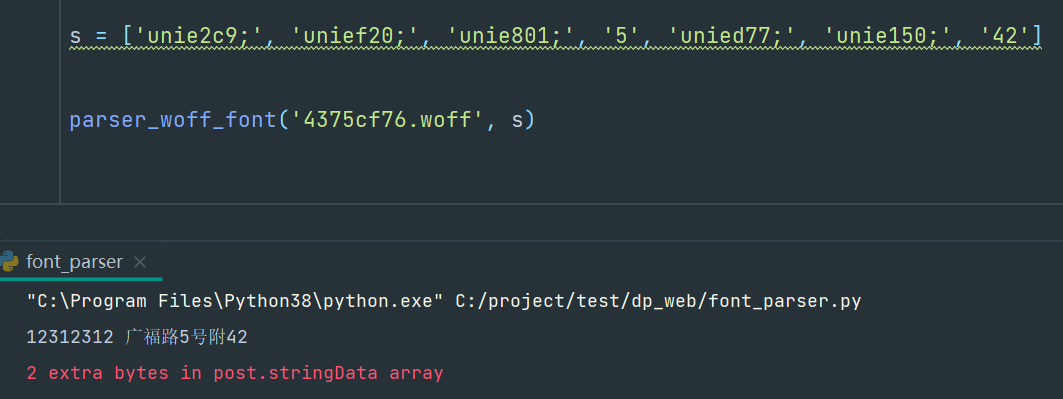 s = ['unie2c9;', 'unief20;', 'unie801;', '5', 'unied77;', 'unie150;', '42']
parser_woff_font('4375cf76.woff', s)
font_parser ×
"C:\Program Files\Python38\python.exe" C:/project/test/dp_web/font_parser.py
12312312 广福路5号附42
2 extra bytes in post.stringData array